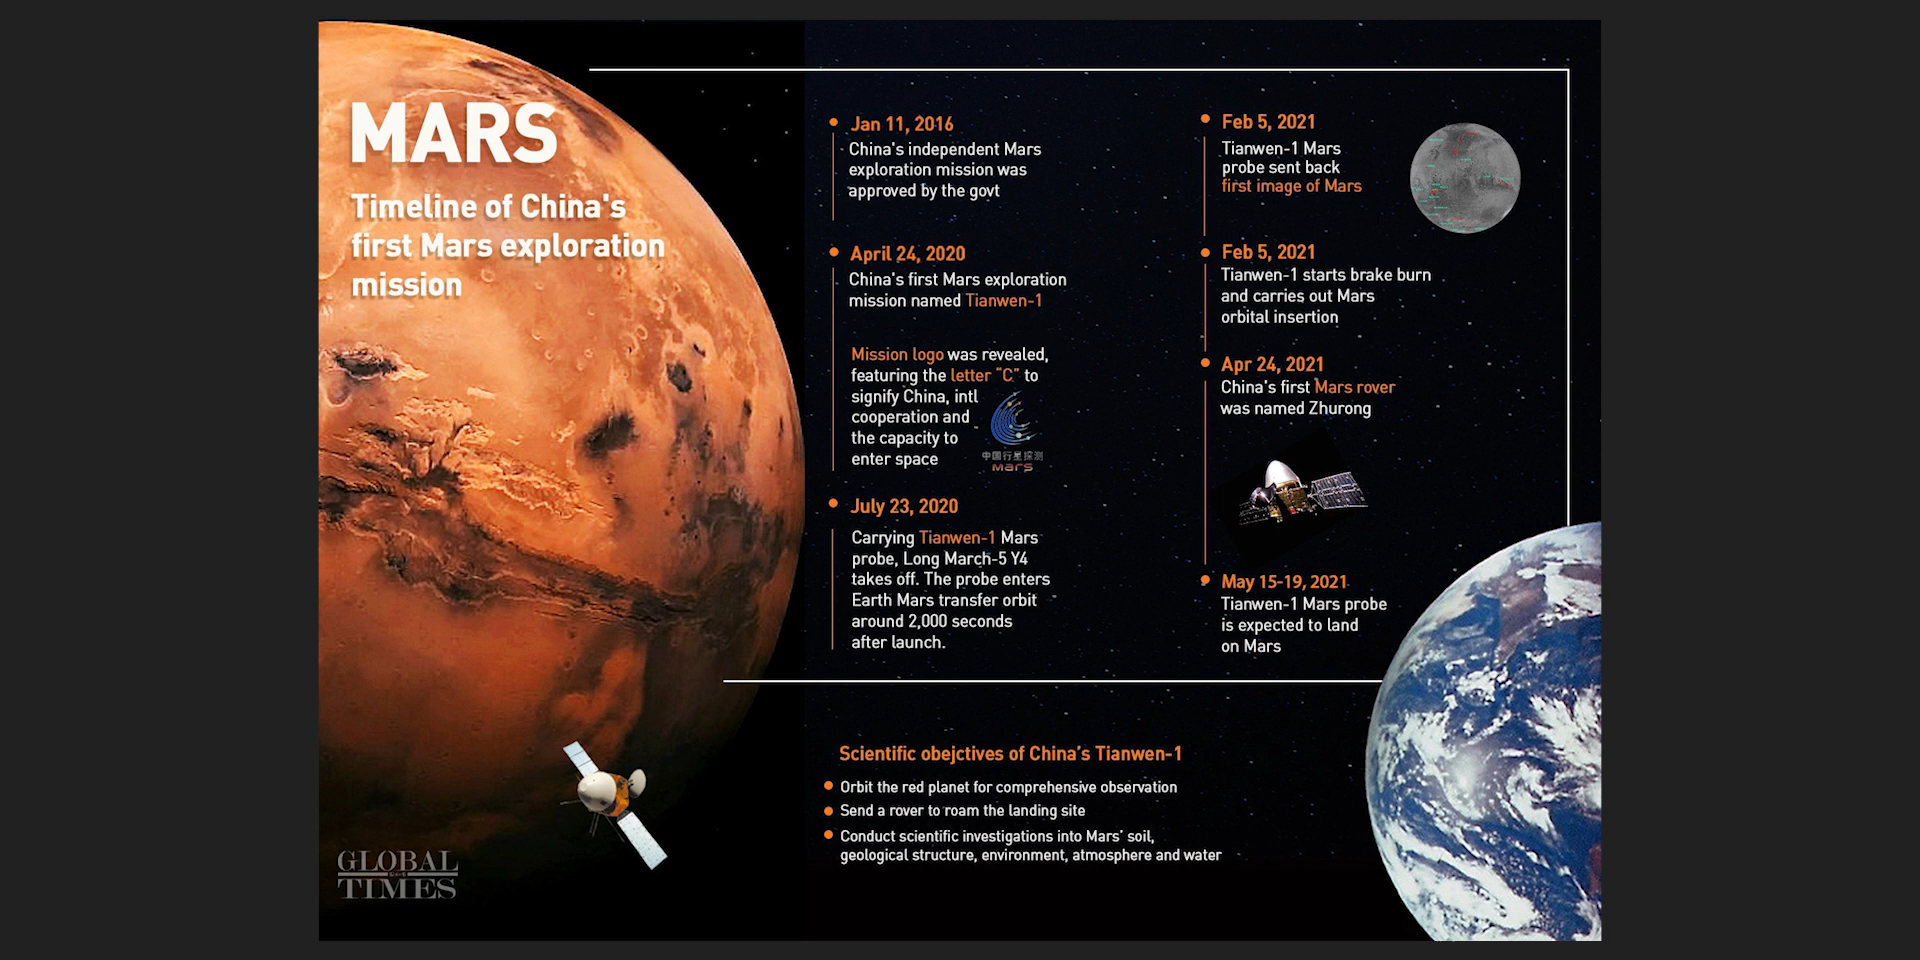 MARS
Timeline of China's
first Mars exploration
mission
Jan 11, 2016
China's independent Mars
exploration mission was
approved by the govt
April 24, 2020
China's first Mars exploration
mission named Tianwen-1
Mission logo was revealed,
featuring the letter "C" to
signify China, intl
cooperation and
the capacity to
enter space
中国行星探测
Mars
July 23, 2020
Carrying Tianwen-1 Mars
probe, Long March-5 Y4
takes off. The probe enters
Earth Mars transfer orbit
around 2,000 seconds
after launch.
Feb 5, 2021
Tianwen-1 Mars
probe sent back
first image of Mars
Feb 5, 2021
Tianwen-1 starts brake burn
and carries out Mars
orbital insertion
Apr 24, 2021
China's first Mars rover
was named Zhurong
May 15-19, 2021
Tianwen-1 Mars probe
is expected to land
on Mars
Scientific obejctives of China's Tianwen-1
Orbit the red planet for comprehensive observation
Send a rover to roam the landing site
Conduct scientific investigations into Mars' soil,
geological structure, environment, atmosphere and water
GLOBAL
TIMES